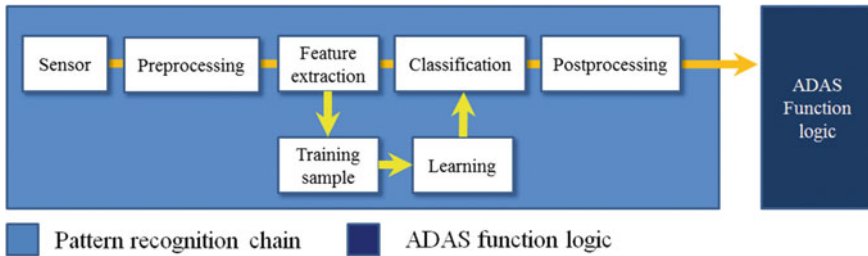 Sensor
Preprocessing
Feature
extraction
Classification
Postprocessing
ADAS
Function
logic
Training
sample
Learning
Pattern recognition chain
ADAS function logic